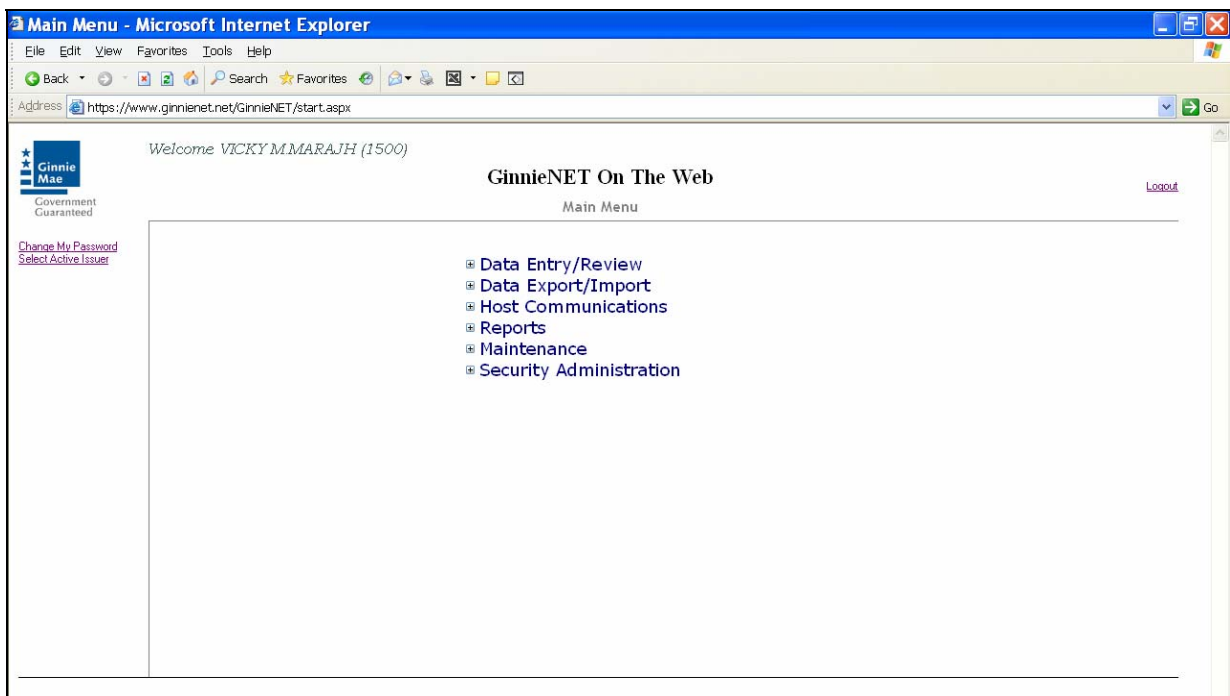 Main Menu - Microsoft Internet Explorer
File Edit View Favorites Tools Help
Back Search Favorites
Address https://www.ginnienet.net/GinnieNET/start.aspx Go
Welcome VICKY M.MARAJH (1500)
Ginnie
Mae
Government
Guaranteed
GinnieNET On The Web
Logout
Main Menu
Change My Password
Select Active Issuer
Data Entry/Review
Data Export/Import
Host Communications
Reports
Maintenance
Security Administration